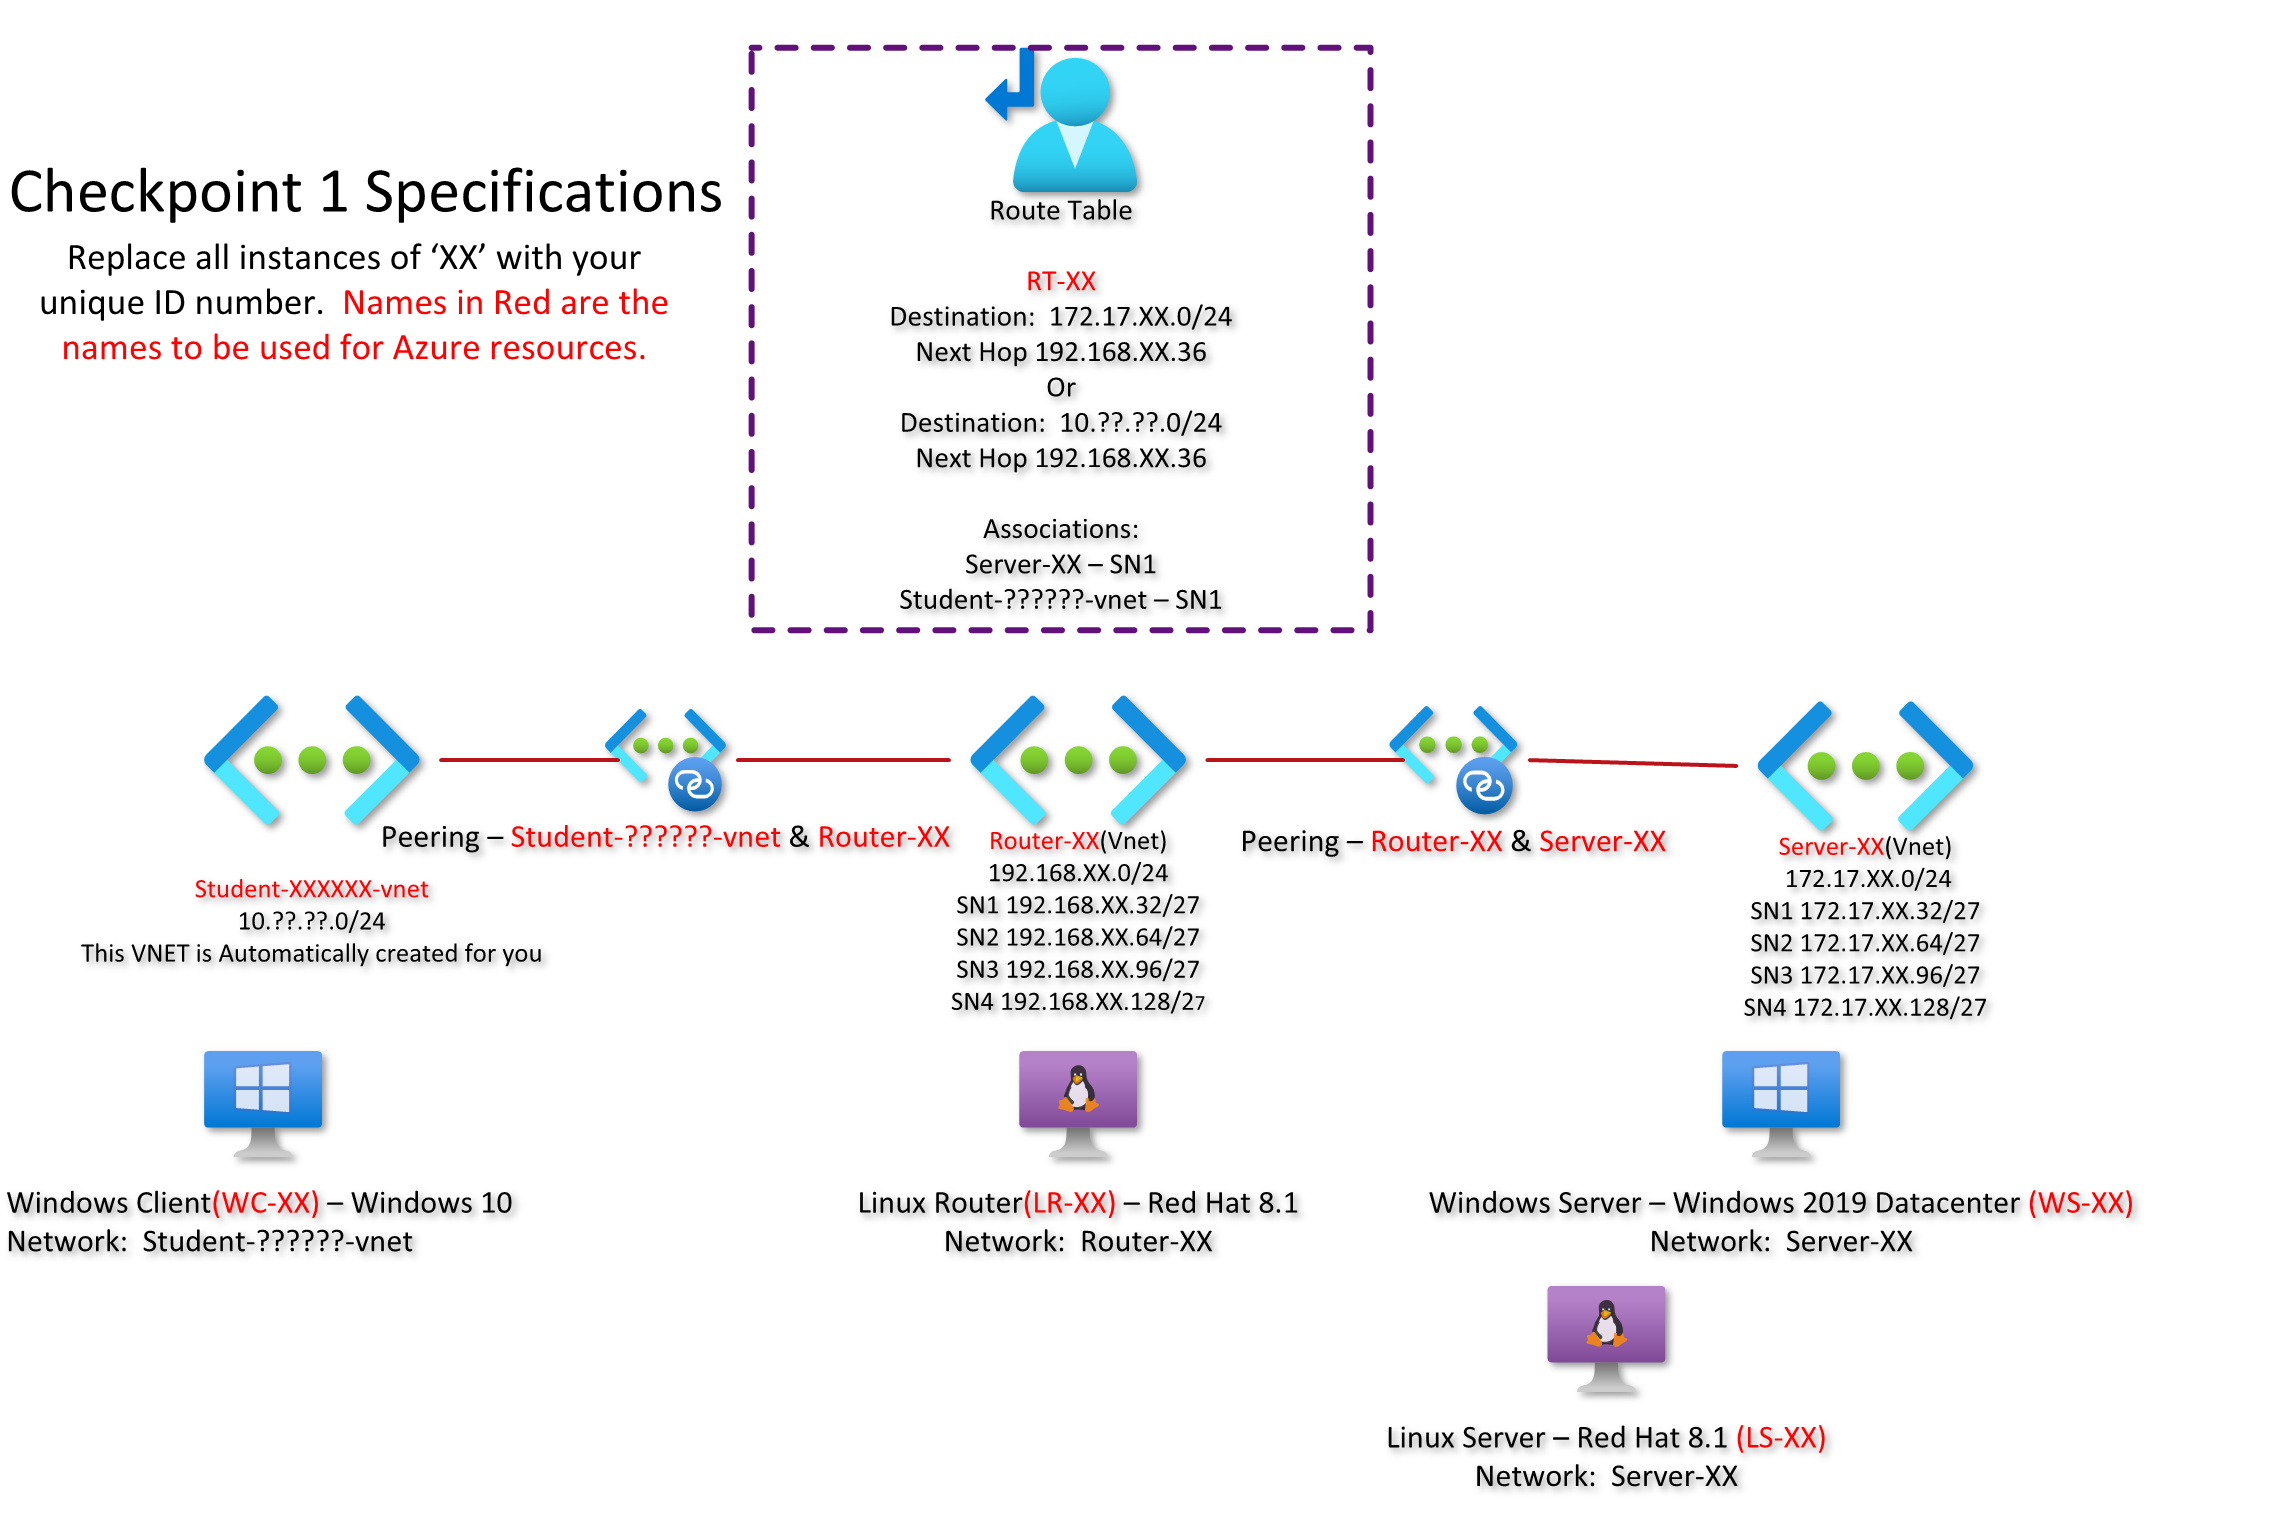 Checkpoint 1 Specifications
Replace all instances of ‘XX’ with your
unique ID number.  Names in Red are the
names to be used for Azure resources.
Route Table
RT-XX
Destination:  172.17.XX.0/24
Next Hop 192.168.XX.36
Or
Destination:  10.??.??.0/24
Next Hop 192.168.XX.36
Associations:
Server-XX – SN1
Student-??????-vnet – SN1
Peering – Student-??????-vnet & Router-XX
Peering – Router-XX & Server-XX
Student-XXXXXX-vnet
10.??.??.0/24
This VNET is Automatically created for you
Router-XX(Vnet)
192.168.XX.0/24
SN1 192.168.XX.32/27
SN2 192.168.XX.64/27
SN3 192.168.XX.96/27
SN4 192.168.XX.128/27
Server-XX(Vnet)
172.17.XX.0/24
SN1 172.17.XX.32/27
SN2 172.17.XX.64/27
SN3 172.17.XX.96/27
SN4 172.17.XX.128/27
Windows Client(WC-XX) – Windows 10
Network:  Student-??????-vnet
Linux Router(LR-XX) – Red Hat 8.1
Network:  Router-XX
Windows Server – Windows 2019 Datacenter (WS-XX)
Network:  Server-XX
Linux Server – Red Hat 8.1 (LS-XX)
Network:  Server-XX